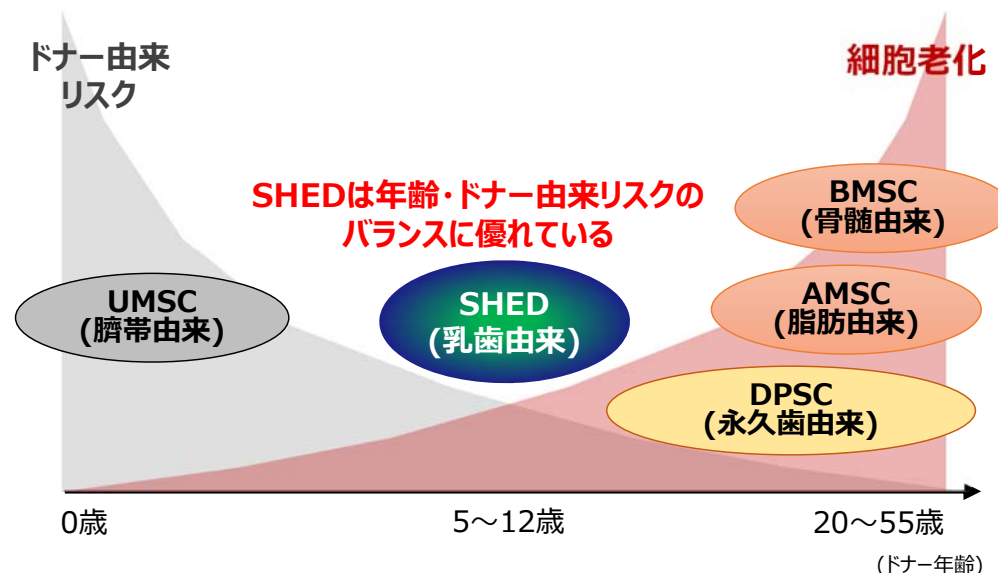 ドナー由来
リスク
細胞老化
SHEDは年齢・ドナー由来リスクの
バランスに優れている
BMSC
(骨髄由来)
UMSC
(臍帯由来)
SHED
(乳歯由来)
AMSC
(脂肪由来)
DPSC
(永久歯由来)
0歳
5～12歳
20～55歳
(ドナー年齢)